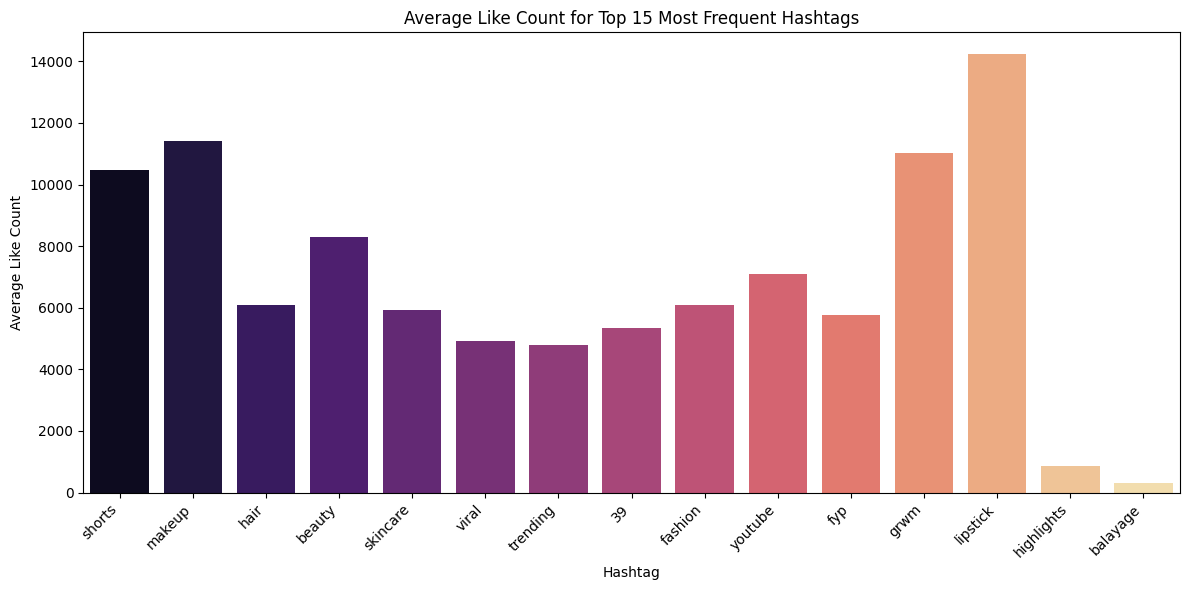 Average Like Count for Top 15 Most Frequent Hashtags
Average Like Count
14000
12000
10000
8000
6000
4000
2000
0
shorts
makeup
hair
beauty
skincare
viral
trending
39
fashion
youtube
fyp
grwm
lipstick
highlights
balayage
Hashtag